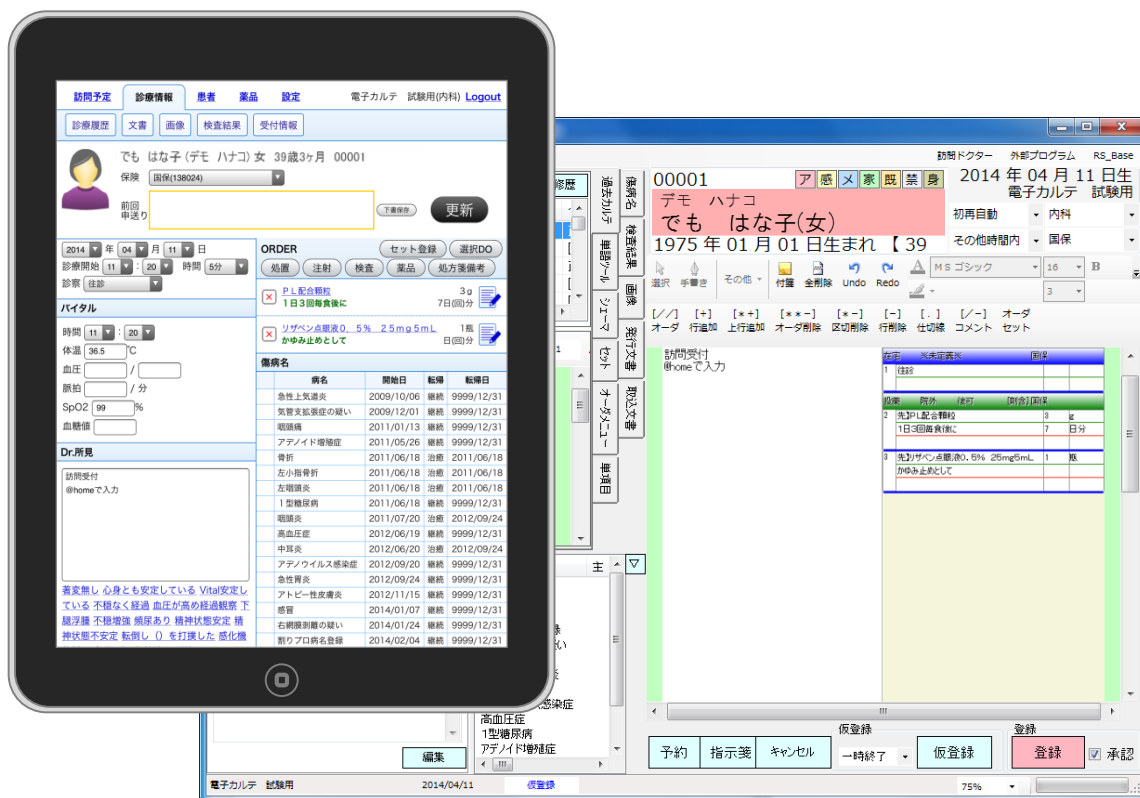 訪問予定 診療情報 患者 薬品 設定 電子カルテ 試験用(内科) Logout
診療履歴 文書 画像 検査結果 受付情報
でも はな子 (デモ ハナコ) 女 39歳3ヶ月 00001
保険 国保(138024)
前回
申送り
下書保存 更新
2014 年 04 月 11 日
診療開始 11 : 20 時間 5分
診察 往診
バイタル
時間 11 : 20
体温 36.5 ℃
血圧 /
脈拍 / 分
SpO2 99 %
血糖値
Dr.所見
訪問受付
@homeで入力
著変無し 心身とも安定している Vital安定し
ている 不穏なく経過 血圧が高め経過観察 下
腿浮腫 不穏増強 頻尿あり 精神状態安定 精
神状態不安定 転倒し () を打撲した 感化機
ORDER セット登録 選択DO
処置 注射 検査 薬品 処方箋備考
ＰＬ配合顆粒 3ｇ
1日3回毎食後に 7日(回)分
リザベン点眼液０．５％ ２５ｍｇ５ｍＬ 1瓶
かゆみ止めとして 日(回)分
傷病名
病名 開始日 転帰 転帰日
急性上気道炎 2009/10/06 継続 9999/12/31
気管支拡張症の疑い 2009/12/01 継続 9999/12/31
咽頭痛 2011/01/13 継続 9999/12/31
アデノイド増殖症 2011/05/26 継続 9999/12/31
骨折 2011/06/18 治癒 2011/06/18
左小指骨折 2011/06/18 治癒 2011/06/18
左咽頭炎 2011/06/18 治癒 2011/06/18
１型糖尿病 2011/06/18 継続 9999/12/31
咽頭炎 2011/07/20 治癒 2012/09/24
高血圧症 2012/06/19 継続 9999/12/31
中耳炎 2012/06/20 治癒 2012/09/24
アデノウイルス感染症 2012/09/20 継続 9999/12/31
急性胃炎 2012/09/24 継続 9999/12/31
アトピー性皮膚炎 2012/11/15 継続 9999/12/31
感冒 2014/01/07 継続 9999/12/31
右網膜剥離の疑い 2014/01/24 継続 9999/12/31
割りプロ病名登録 2014/02/04 継続 9999/12/31
訪問ドクター 外部プログラム RS_Base
修歴
過去カルテ
単語ツール
シェーマ
セット
オーダメニュー
単項目
傷病名
検査結果
画像
発行文書
取込文書
00001 ア 感 メ 家 既 禁 身 2014 年 04 月 11 日生
電子カルテ 試験用
デモ ハナコ
でも はな子(女)
1975 年 01 月 01 日生まれ 【 39
初再自動 内科
その他時間内 国保
選択 手書き その他 付箋 全削除 Undo Redo ＭＳ ゴシック 16 B
3
[//] [+] [*+] [**-] [*-] [-] [.] [/-] オーダ
オーダ 行追加 上行追加 オーダ削除 区切削除 行削除 仕切線 コメント セット
訪問受付
@homeで入力
在宅 ※未定義※ 国保
1 往診
投薬 院外 後可 [剤含]国保
2 先】PL配合顆粒 3 g
1日3回毎食後に 7 日分
3 先】リザベン点眼液0．5％ 25mg5mL 1 瓶
かゆみ止めとして
主
感染症
高血圧症
1型糖尿病
アデノイド増殖症
編集
仮登録 登録
予約 指示箋 キャンセル 一時終了 仮登録 登録 承認
電子カルテ 試験用 2014/04/11 仮登録 75%